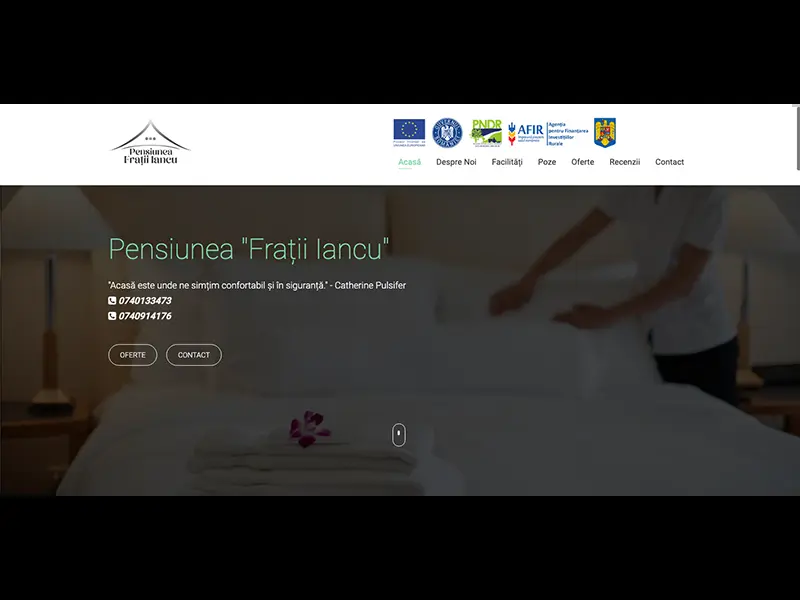 Pensiunea
Frații Iancu
PNDR
AFIR
Agenția
pentru Finanțarea
Investițiilor
Rurale
Acasă Despre Noi Facilități Poze Oferte Recenzii Contact
Pensiunea "Frații Iancu"
"Acasă este unde ne simțim confortabil și în siguranță." - Catherine Pulsifer
0740133473
0740914176
OFERTE CONTACT